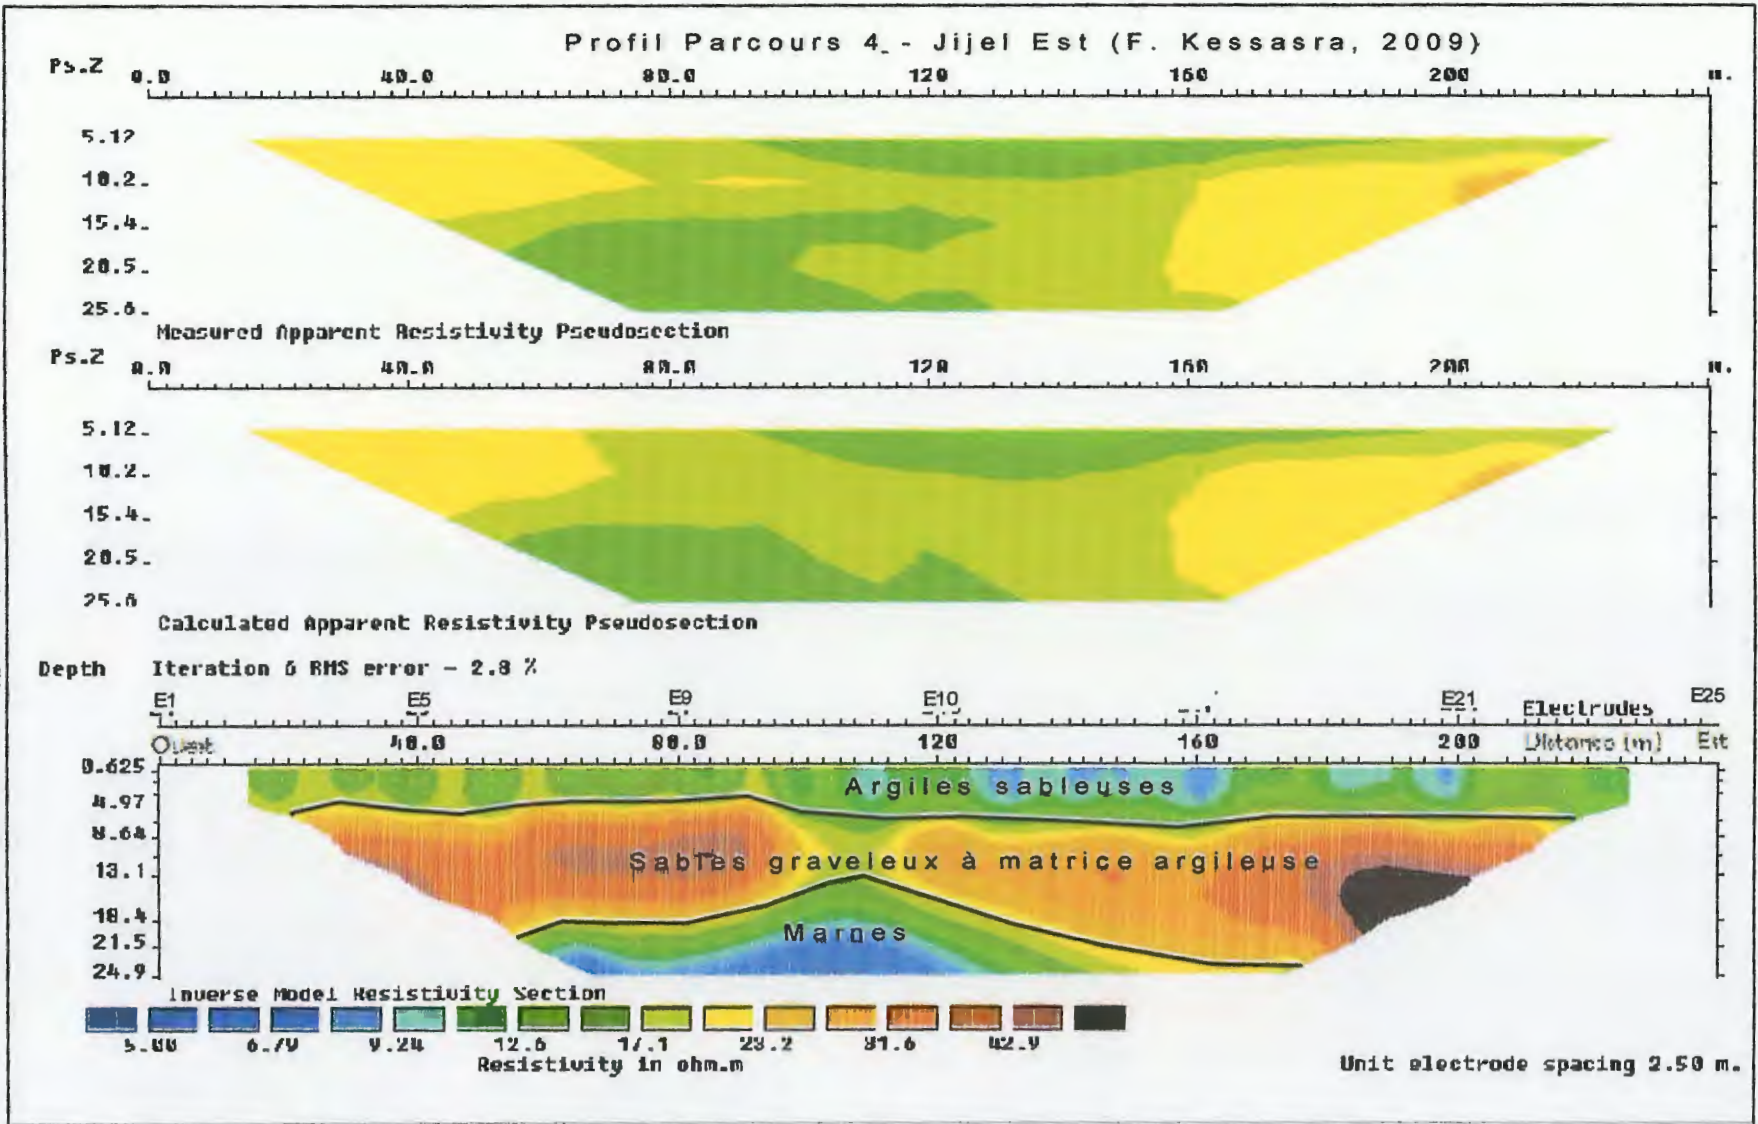 Profil Parcours 4 - Jijel Est (F. Kessasra, 2009)
Ps.Z 0.0 40.0 80.0 120 160 200 m.
5.12
10.2
15.4
20.5
25.6
Measured Apparent Resistivity Pseudosection
Ps.Z 0.0 40.0 80.0 120 160 200 m.
5.12
10.2
15.4
20.5
25.6
Calculated Apparent Resistivity Pseudosection
Depth Iteration 6 RMS error - 2.8 %
E1 E5 E9 E10 E21 Electrodes E25
Ouest 40.0 80.0 120 160 200 Distance (m) Est
0.625
4.97
8.64
13.1
18.4
21.5
24.9
Argiles sableuses
Sables graveleux à matrice argileuse
Marnes
Inverse Model Resistivity Section
5.00 6.79 9.24 12.6 17.1 23.2 31.6 42.9
Resistivity in ohm.m
Unit electrode spacing 2.50 m.